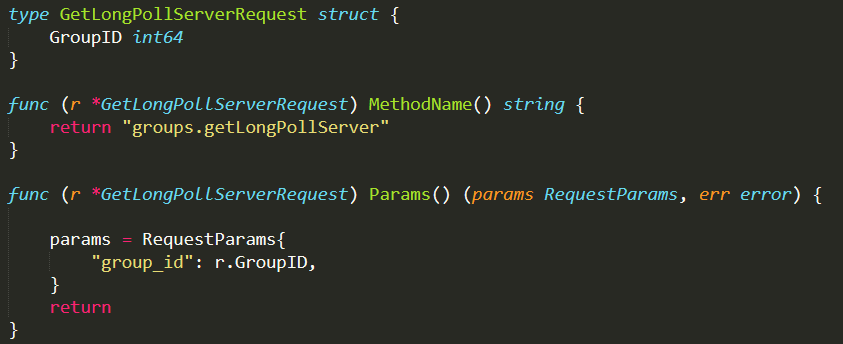 type GetLongPollServerRequest struct {
    GroupID int64
}

func (r *GetLongPollServerRequest) MethodName() string {
    return "groups.getLongPollServer"
}

func (r *GetLongPollServerRequest) Params() (params RequestParams, err error) {

    params = RequestParams{
        "group_id": r.GroupID,
    }
    return
}